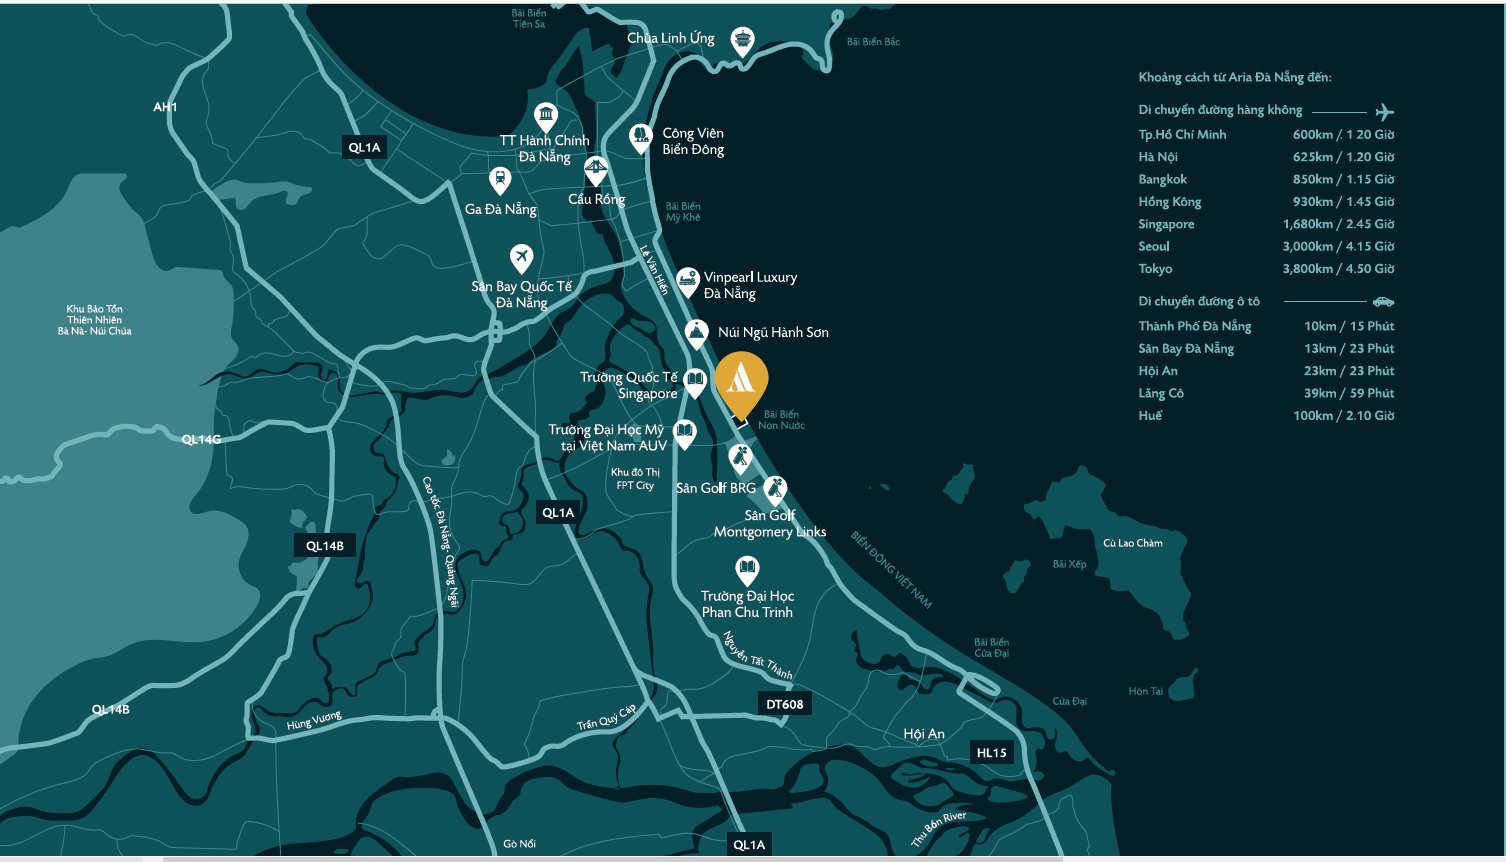 Bãi Biển
Tiên Sa
Chùa Linh Ứng
Bãi Biển Bắc
AH1
QL1A
TT Hành Chính
Đà Nẵng
Công Viên
Biển Đông
Ga Đà Nẵng
Cầu Rồng
Bãi Biển
Mỹ Khê
Sân Bay Quốc Tế
Đà Nẵng
Lê Văn Hiến
Vinpearl Luxury
Đà Nẵng
Khu Bảo Tồn
Thiên Nhiên
Bà Nà- Núi Chúa
Núi Ngũ Hành Sơn
Trường Quốc Tế
Singapore
Bãi Biển
Non Nước
Trường Đại Học Mỹ
tại Việt Nam AUV
QL14G
Khu đô Thị
FPT City
Sân Golf BRG
Sân Golf
Montgomery Links
Cao tốc Đà Nẵng- Quảng Ngãi
QL1A
QL14B
BIỂN ĐÔNG VIỆT NAM
Cù Lao Chàm
Bãi Xếp
Trường Đại Học
Phan Chu Trinh
Nguyễn Tất Thành
Bãi Biển
Cửa Đại
Hòn Tai
Cửa Đại
QL14B
Hùng Vương
Trần Quý Cáp
DT608
Hội An
HL15
Thu Bồn River
Gò Nổi
QL1A
Khoảng cách từ Aria Đà Nẵng đến:
Di chuyển đường hàng không
Tp.Hồ Chí Minh 600km / 1 20 Giờ
Hà Nội 625km / 1.20 Giờ
Bangkok 850km / 1.15 Giờ
Hồng Kông 930km / 1.45 Giờ
Singapore 1,680km / 2.45 Giờ
Seoul 3,000km / 4.15 Giờ
Tokyo 3,800km / 4.50 Giờ
Di chuyển đường ô tô
Thành Phố Đà Nẵng 10km / 15 Phút
Sân Bay Đà Nẵng 13km / 23 Phút
Hội An 23km / 23 Phút
Lăng Cô 39km / 59 Phút
Huế 100km / 2.10 Giờ